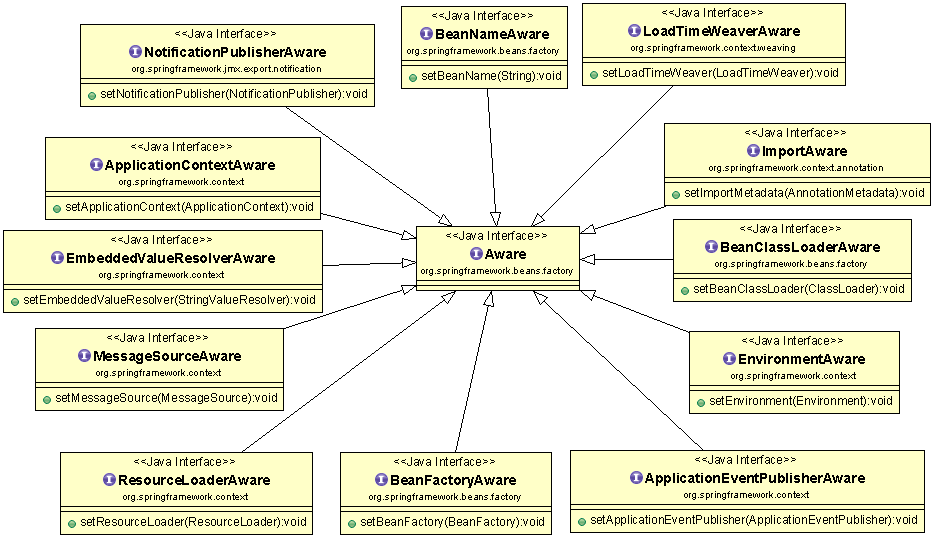 <<Java Interface>>
NotificationPublisherAware
org.springframework.jmx.export.notification
setNotificationPublisher(NotificationPublisher):void
<<Java Interface>>
BeanNameAware
org.springframework.beans.factory
setBeanName(String):void
<<Java Interface>>
LoadTimeWeaverAware
org.springframework.context.weaving
setLoadTimeWeaver(LoadTimeWeaver):void
<<Java Interface>>
ApplicationContextAware
org.springframework.context
setApplicationContext(ApplicationContext):void
<<Java Interface>>
ImportAware
org.springframework.context.annotation
setImportMetadata(AnnotationMetadata):void
<<Java Interface>>
EmbeddedValueResolverAware
org.springframework.context
setEmbeddedValueResolver(StringValueResolver):void
<<Java Interface>>
Aware
org.springframework.beans.factory
<<Java Interface>>
BeanClassLoaderAware
org.springframework.beans.factory
setBeanClassLoader(ClassLoader):void
<<Java Interface>>
MessageSourceAware
org.springframework.context
setMessageSource(MessageSource):void
<<Java Interface>>
EnvironmentAware
org.springframework.context
setEnvironment(Environment):void
<<Java Interface>>
ResourceLoaderAware
org.springframework.context
setResourceLoader(ResourceLoader):void
<<Java Interface>>
BeanFactoryAware
org.springframework.beans.factory
setBeanFactory(BeanFactory):void
<<Java Interface>>
ApplicationEventPublisherAware
org.springframework.context
setApplicationEventPublisher(ApplicationEventPublisher):void